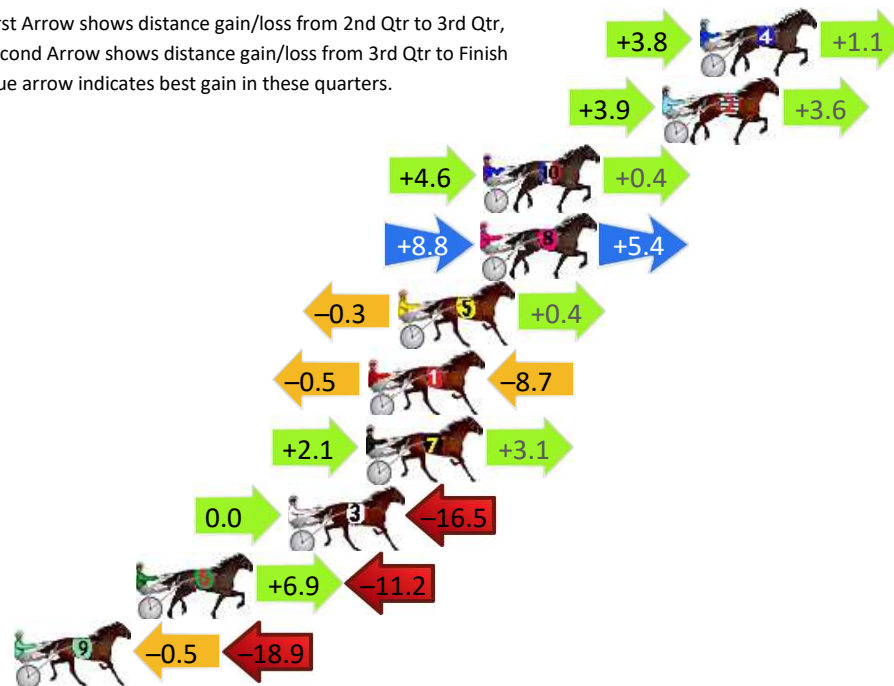 rst Arrow shows distance gain/loss from 2nd Qtr to 3rd Qtr,
cond Arrow shows distance gain/loss from 3rd Qtr to Finish
ue arrow indicates best gain in these quarters.
+3.8 4 +1.1
+3.9 2 +3.6
+4.6 10 +0.4
+8.8 8 +5.4
−0.3 5 +0.4
−0.5 1 −8.7
+2.1 7 +3.1
0.0 3 −16.5
6 +6.9 −11.2
9 −0.5 −18.9